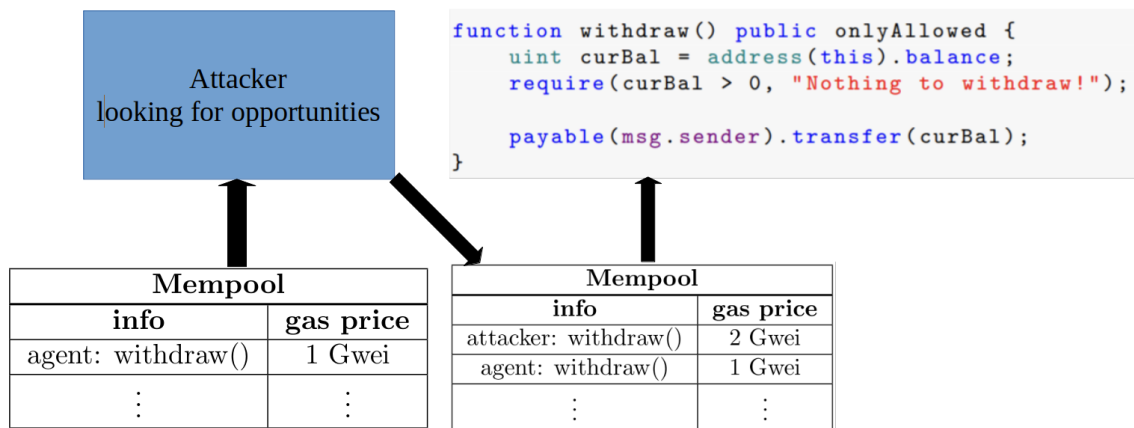 Attacker
looking for opportunities
function withdraw() public onlyAllowed {
    uint curBal = address(this).balance;
    require(curBal > 0, "Nothing to withdraw!");
    payable(msg.sender).transfer(curBal);
}
Mempool
info gas price
agent: withdraw() 1 Gwei
⋮ ⋮
Mempool
info gas price
attacker: withdraw() 2 Gwei
agent: withdraw() 1 Gwei
⋮ ⋮